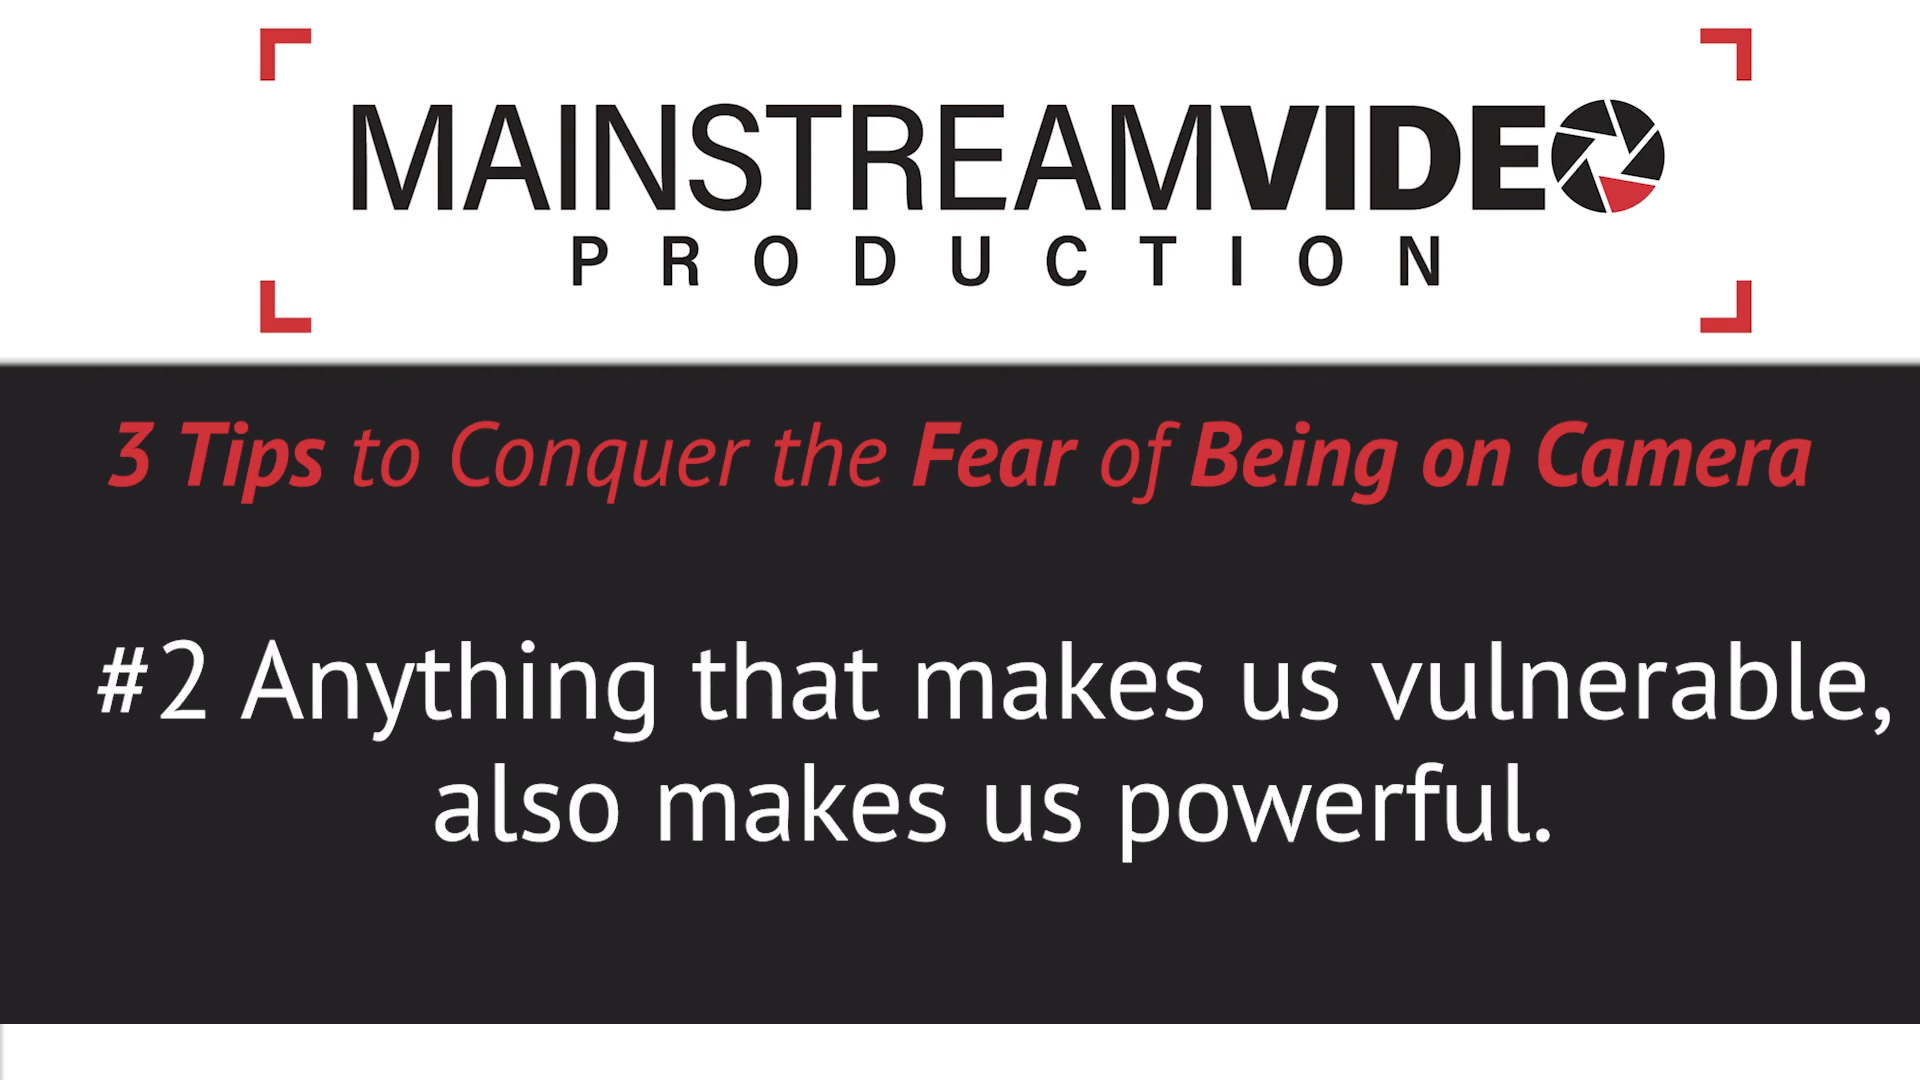 MAINSTREAMVIDEO
PRODUCTION
3 Tips to Conquer the Fear of Being on Camera
#2 Anything that makes us vulnerable,
also makes us powerful.